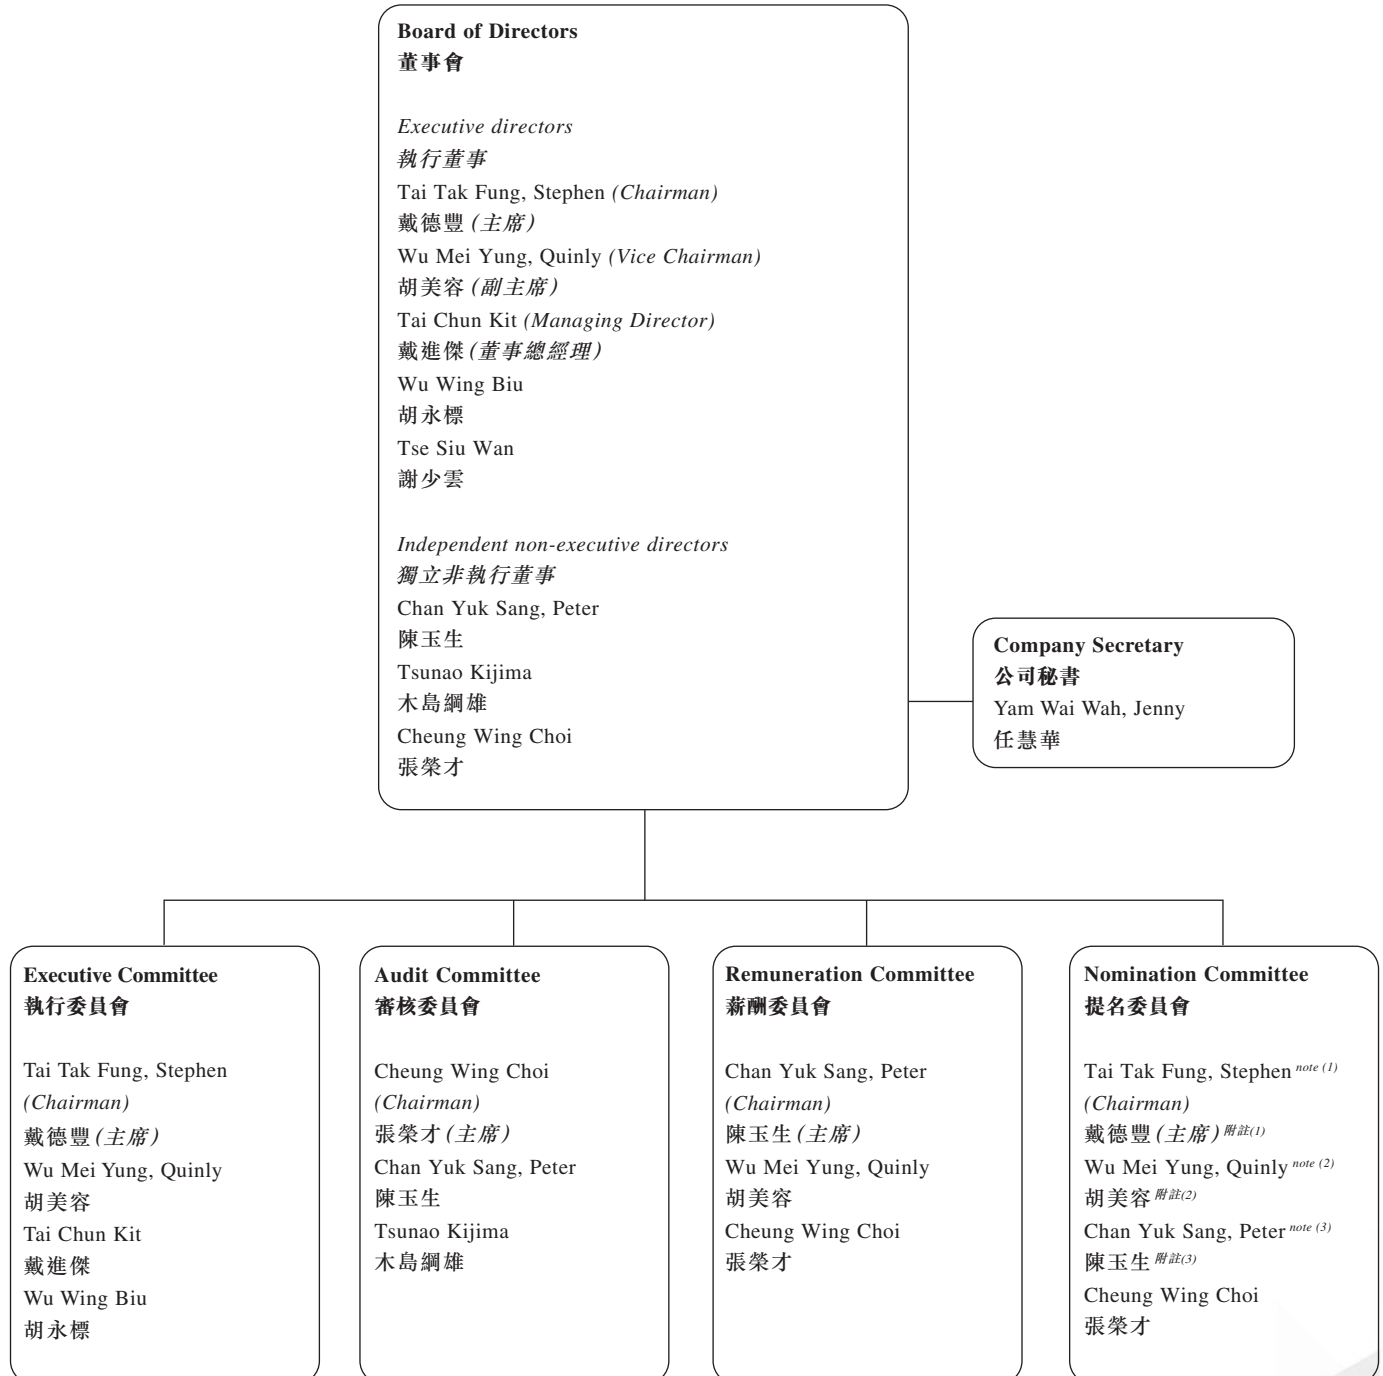 Board of Directors
董事會
Executive directors
執行董事
Tai Tak Fung, Stephen (Chairman)
戴德豐(主席)
Wu Mei Yung, Quinly (Vice Chairman)
胡美容(副主席)
Tai Chun Kit (Managing Director)
戴進傑(董事總經理)
Wu Wing Biu
胡永標
Tse Siu Wan
謝少雲
Independent non-executive directors
獨立非執行董事
Chan Yuk Sang, Peter
陳玉生
Tsunao Kijima
木島綱雄
Cheung Wing Choi
張榮才
Company Secretary
公司秘書
Yam Wai Wah, Jenny
任慧華
Executive Committee
執行委員會
Tai Tak Fung, Stephen
(Chairman)
戴德豐(主席)
Wu Mei Yung, Quinly
胡美容
Tai Chun Kit
戴進傑
Wu Wing Biu
胡永標
Audit Committee
審核委員會
Cheung Wing Choi
(Chairman)
張榮才(主席)
Chan Yuk Sang, Peter
陳玉生
Tsunao Kijima
木島綱雄
Remuneration Committee
薪酬委員會
Chan Yuk Sang, Peter
(Chairman)
陳玉生(主席)
Wu Mei Yung, Quinly
胡美容
Cheung Wing Choi
張榮才
Nomination Committee
提名委員會
Tai Tak Fung, Stephen note (1)
(Chairman)
戴德豐(主席)附註(1)
Wu Mei Yung, Quinly note (2)
胡美容附註(2)
Chan Yuk Sang, Peter note (3)
陳玉生附註(3)
Cheung Wing Choi
張榮才